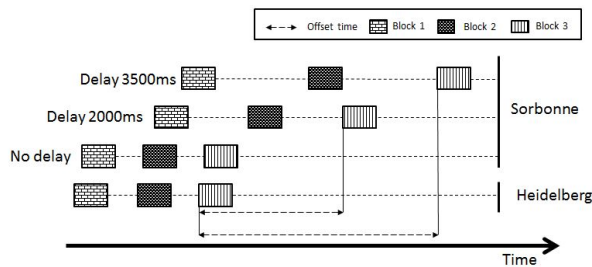 Offset time Block 1 Block 2 Block 3
Delay 3500ms
Sorbonne
Delay 2000ms
No delay
Heidelberg
Time